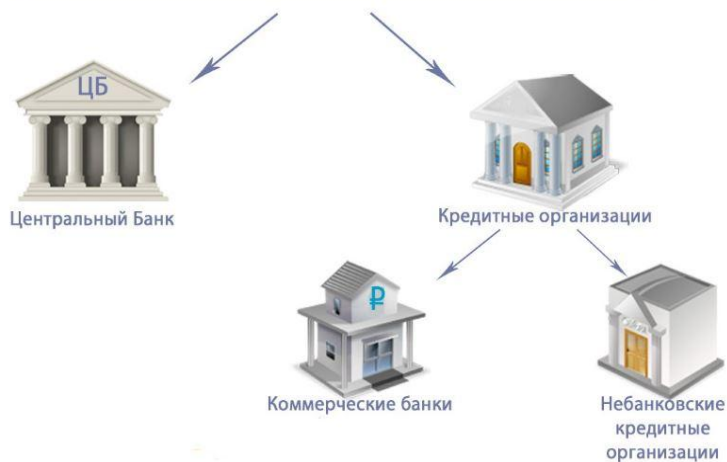 ЦБ
Центральный Банк
Кредитные организации
₽
Коммерческие банки
Небанковские
кредитные
организации